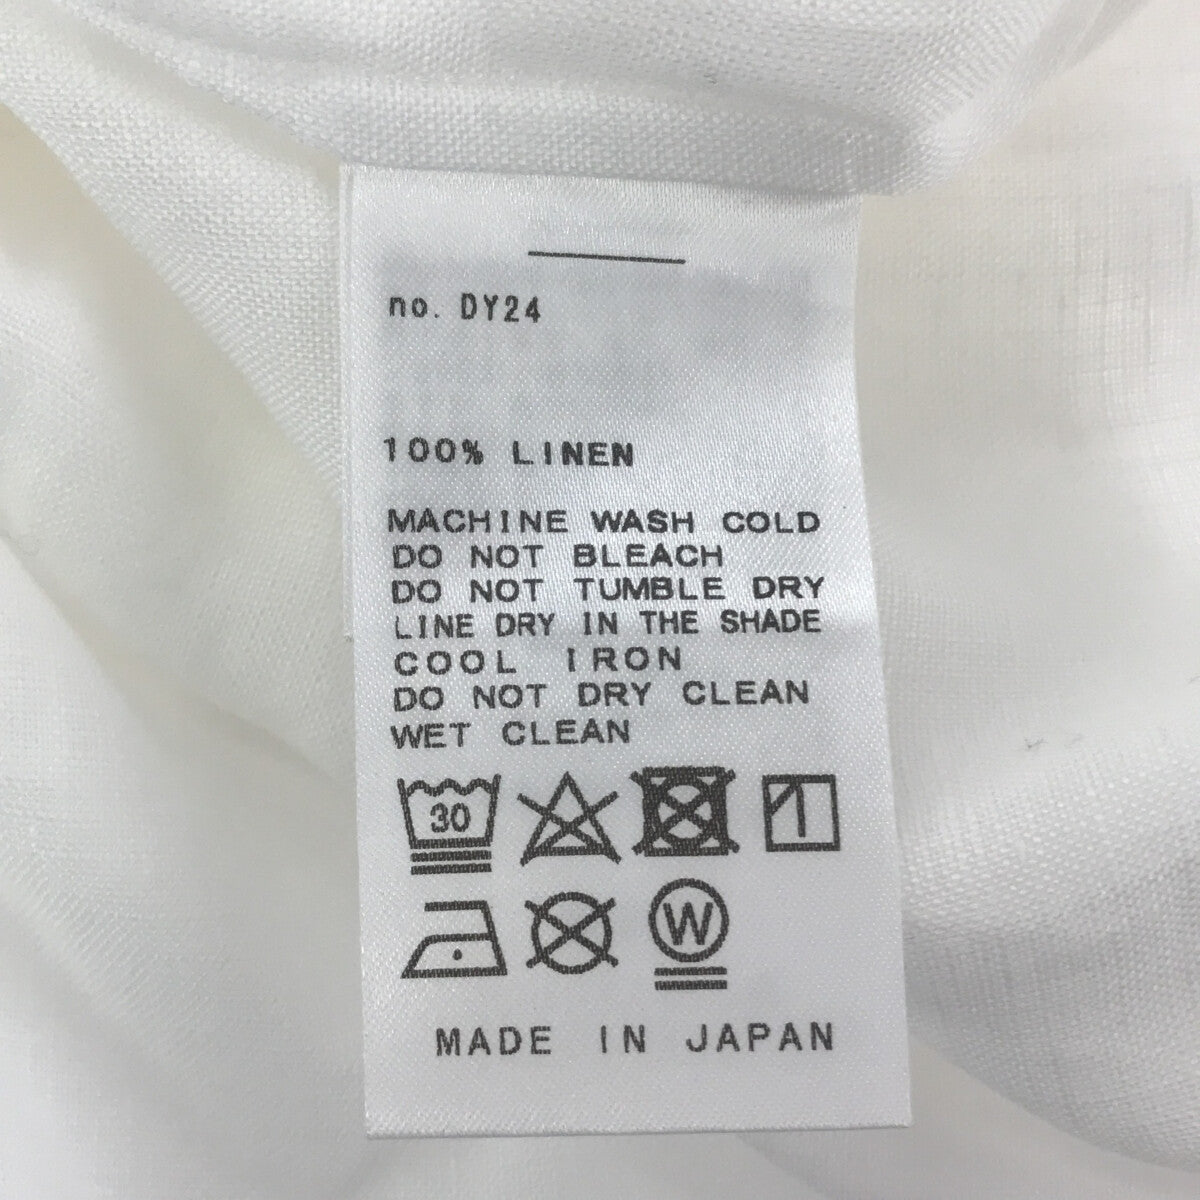 no. DY24
100% LINEN
MACHINE WASH COLD
DO NOT BLEACH
DO NOT TUMBLE DRY
LINE DRY IN THE SHADE
COOL IRON
DO NOT DRY CLEAN
WET CLEAN
30
W
MADE IN JAPAN